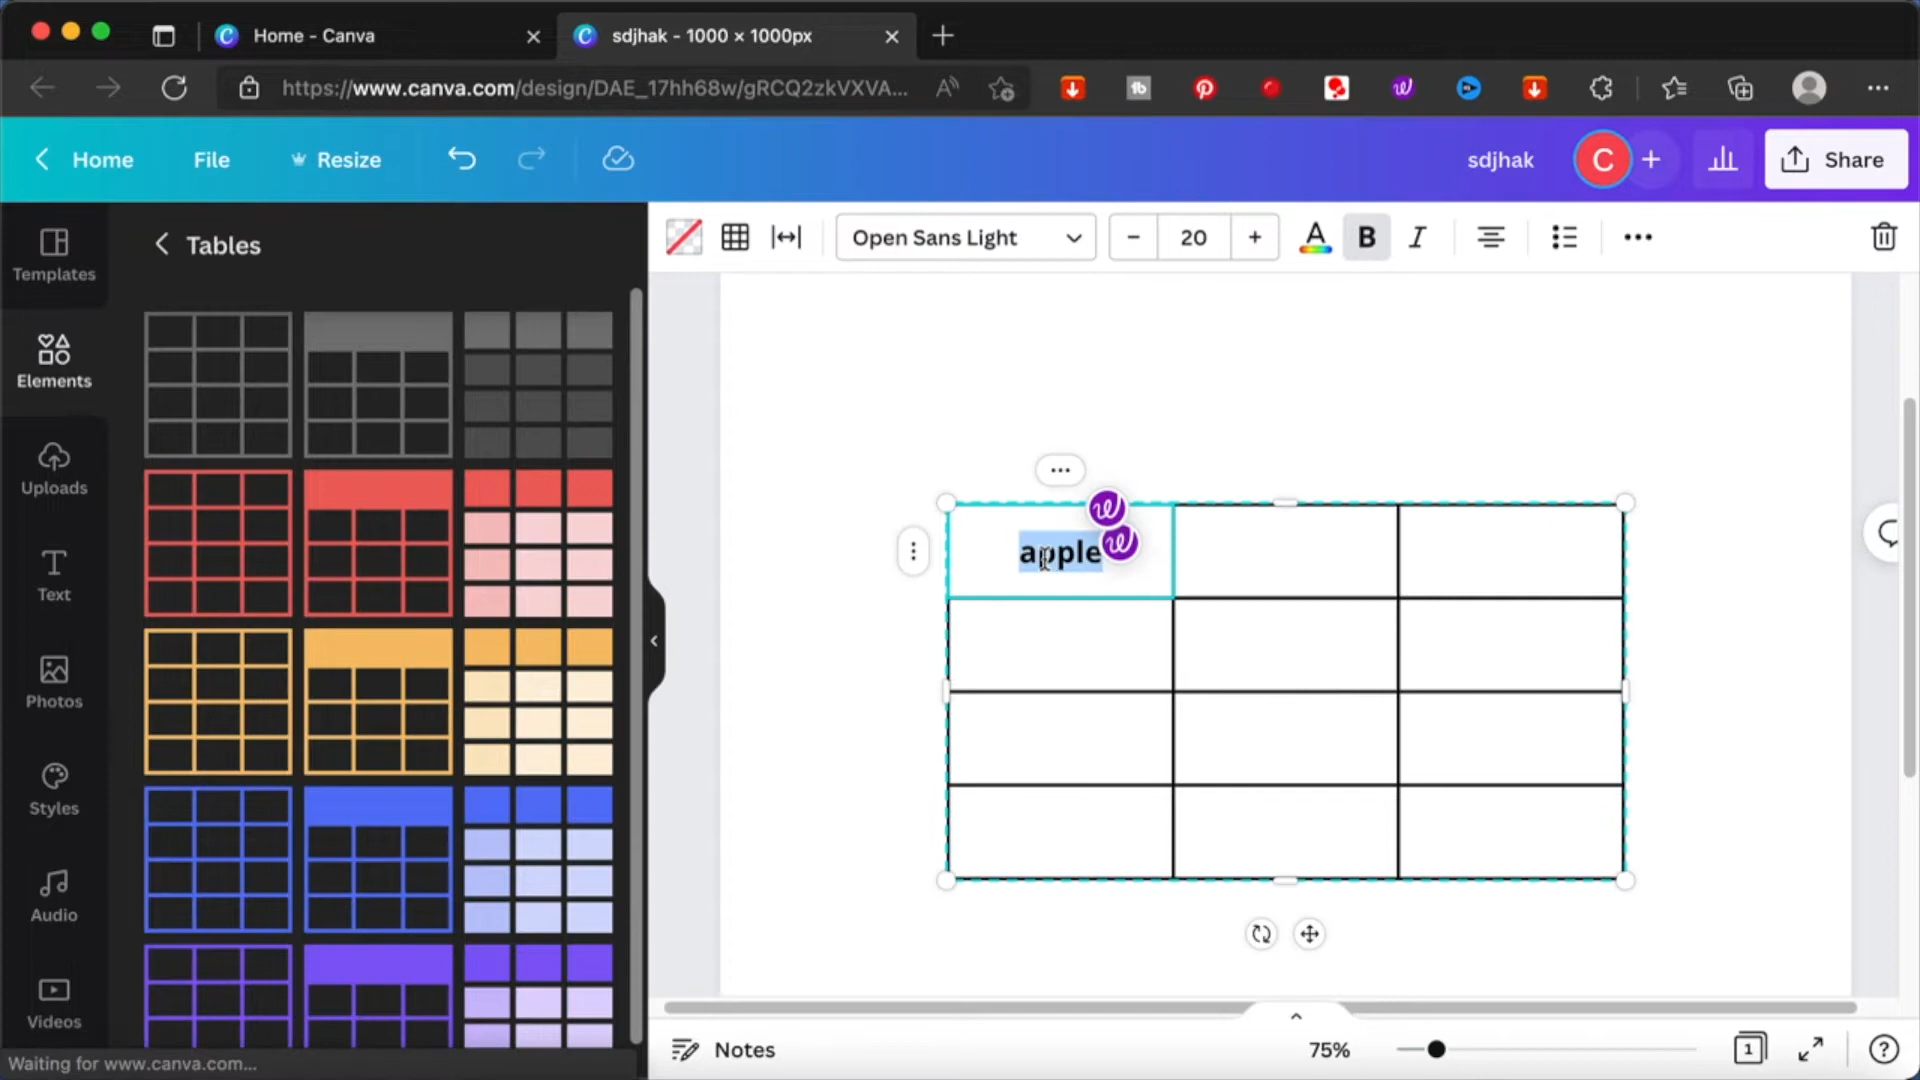 Home - Canva
sdjhak - 1000 × 1000px
https://www.canva.com/design/DAE_17hh68w/gRCQ2zkVXVA...
Home
File
Resize
sdjhak
C
Share
Templates
Elements
Uploads
Text
Photos
Styles
Audio
Videos
Tables
Open Sans Light
20
A
B
I
apple
Notes
75%
1
Waiting for www.canva.com...